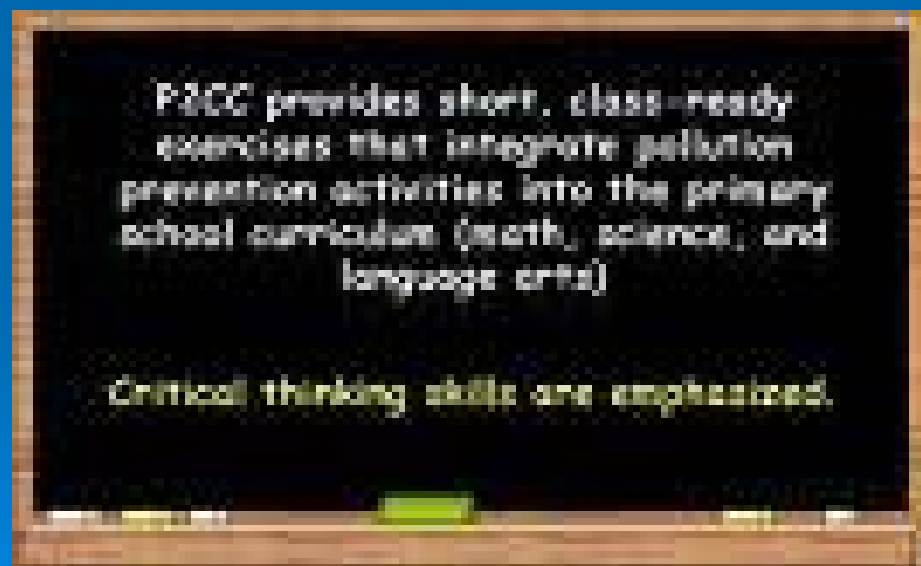 P2CC provides short, class-ready
exercises that integrate pollution
prevention activities into the primary
school curriculum (math, science, and
language arts)
Critical thinking skills are emphasized.